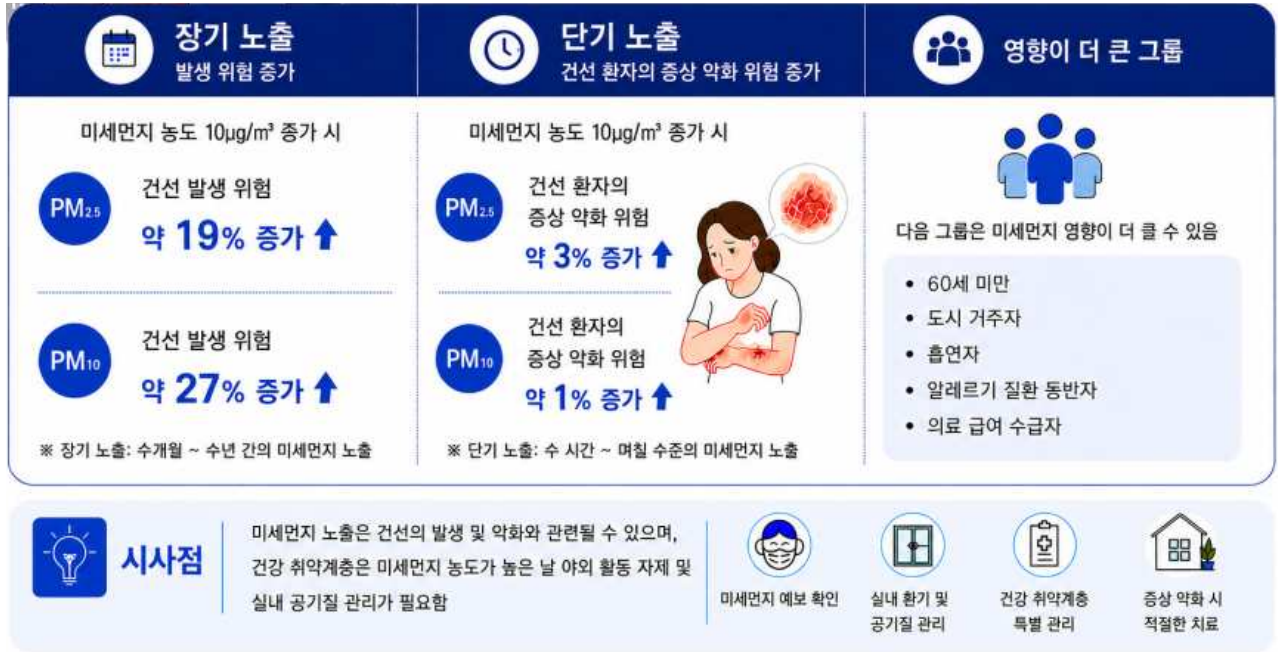 장기 노출
발생 위험 증가
미세먼지 농도 10µg/m³ 종가 시
PM2.5
건선 발생 위험
약 19% 증가
PM10
건선 발생 위험
약 27% 증가
※ 장기 노출: 수개월 ~ 수년 간의 미세먼지 노출
단기 노출
건선 환자의 증상 악화 위험 증가
미세먼지 농도 10µg/m³ 종가 시
PM2.5
건선 환자의
증상 악화 위험
약 3% 증가
PM10
건선 환자의
증상 악화 위험
약 1% 증가
※ 단기 노출: 수 시간 ~ 며칠 수준의 미세먼지 노출
영향이 더 큰 그룹
다음 그룹은 미세먼지 영향이 더 클 수 있음
• 60세 미만
• 도시 거주자
• 흡연자
• 알레르기 질환 동반자
• 의료 급여 수급자
시사점
미세먼지 노출은 건선의 발생 및 악화와 관련될 수 있으며,
건강 취약계층은 미세먼지 농도가 높은 날 야외 활동 자제 및
실내 공기질 관리가 필요함
미세먼지 예보 확인
실내 환기 및
공기질 관리
건강 취약계층
특별 관리
증상 악화 시
적절한 치료